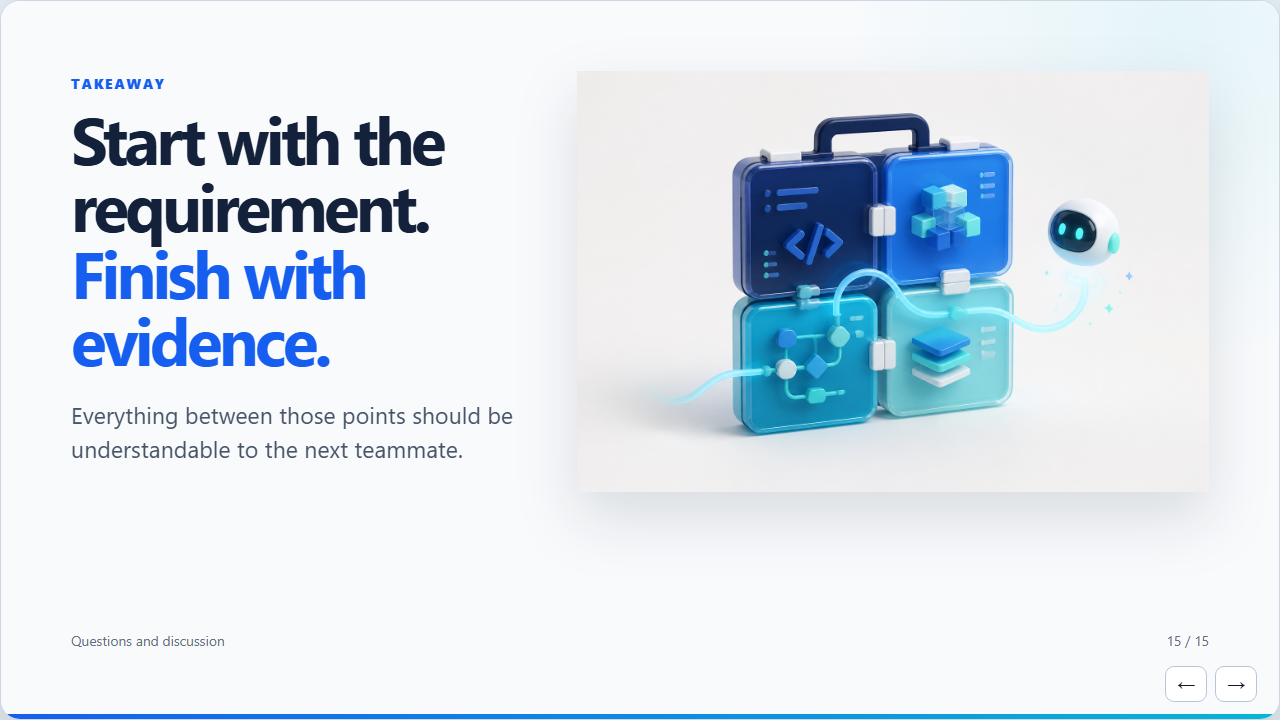 TAKEAWAY
Start with the
requirement.
Finish with
evidence.
Everything between those points should be
understandable to the next teammate.
</>
Questions and discussion
15 / 15
← →